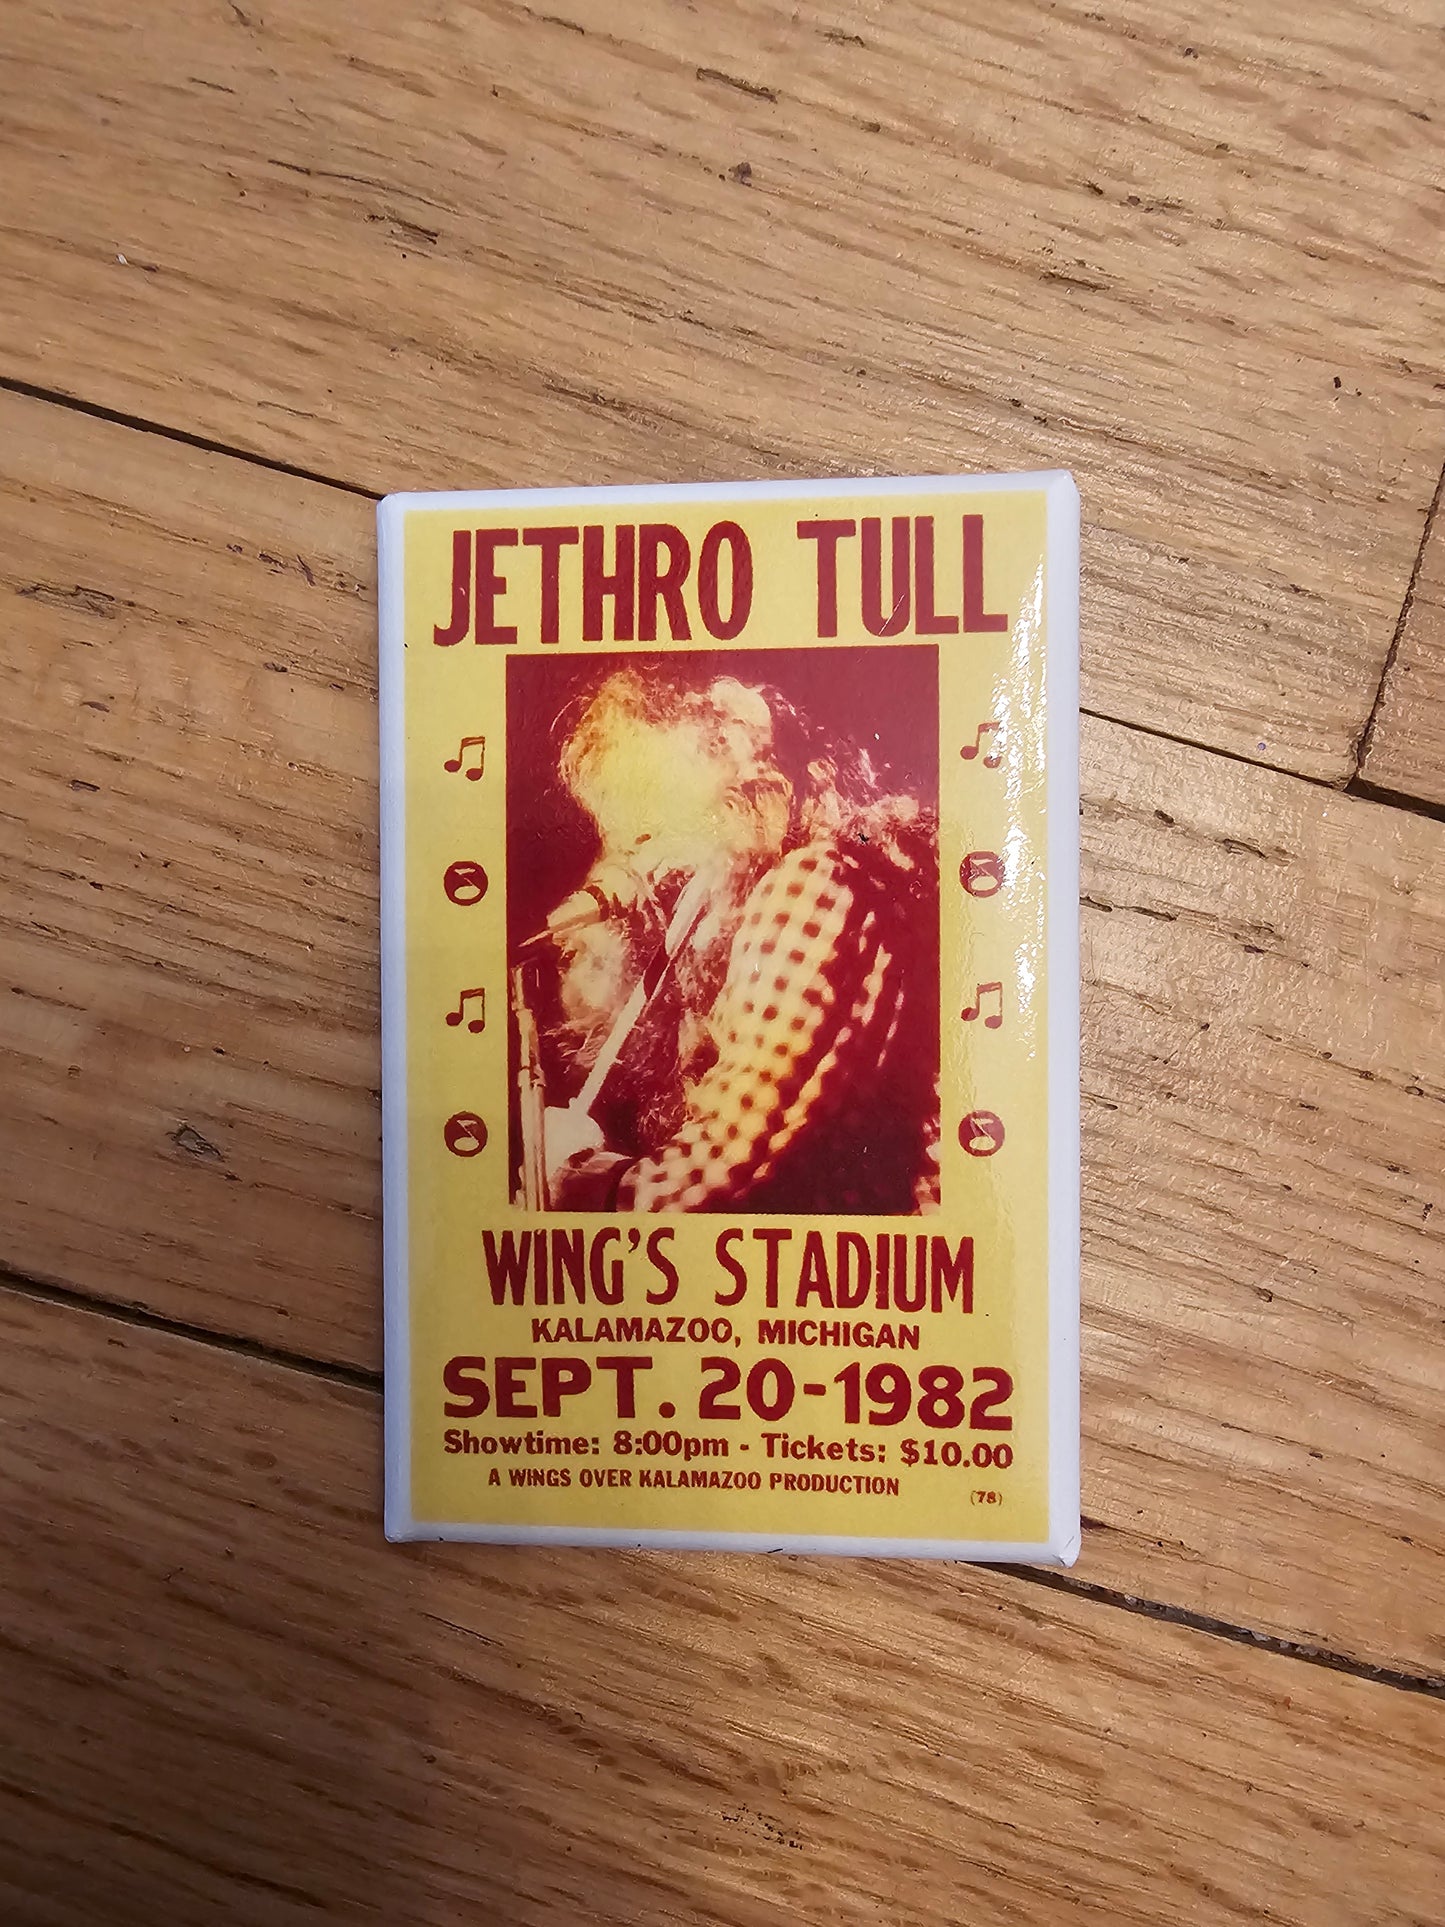 JETHRO TULL
WING'S STADIUM
KALAMAZOO, MICHIGAN
SEPT. 20-1982
Showtime: 8:00pm - Tickets: $10.00
A WINGS OVER KALAMAZOO PRODUCTION
(78)